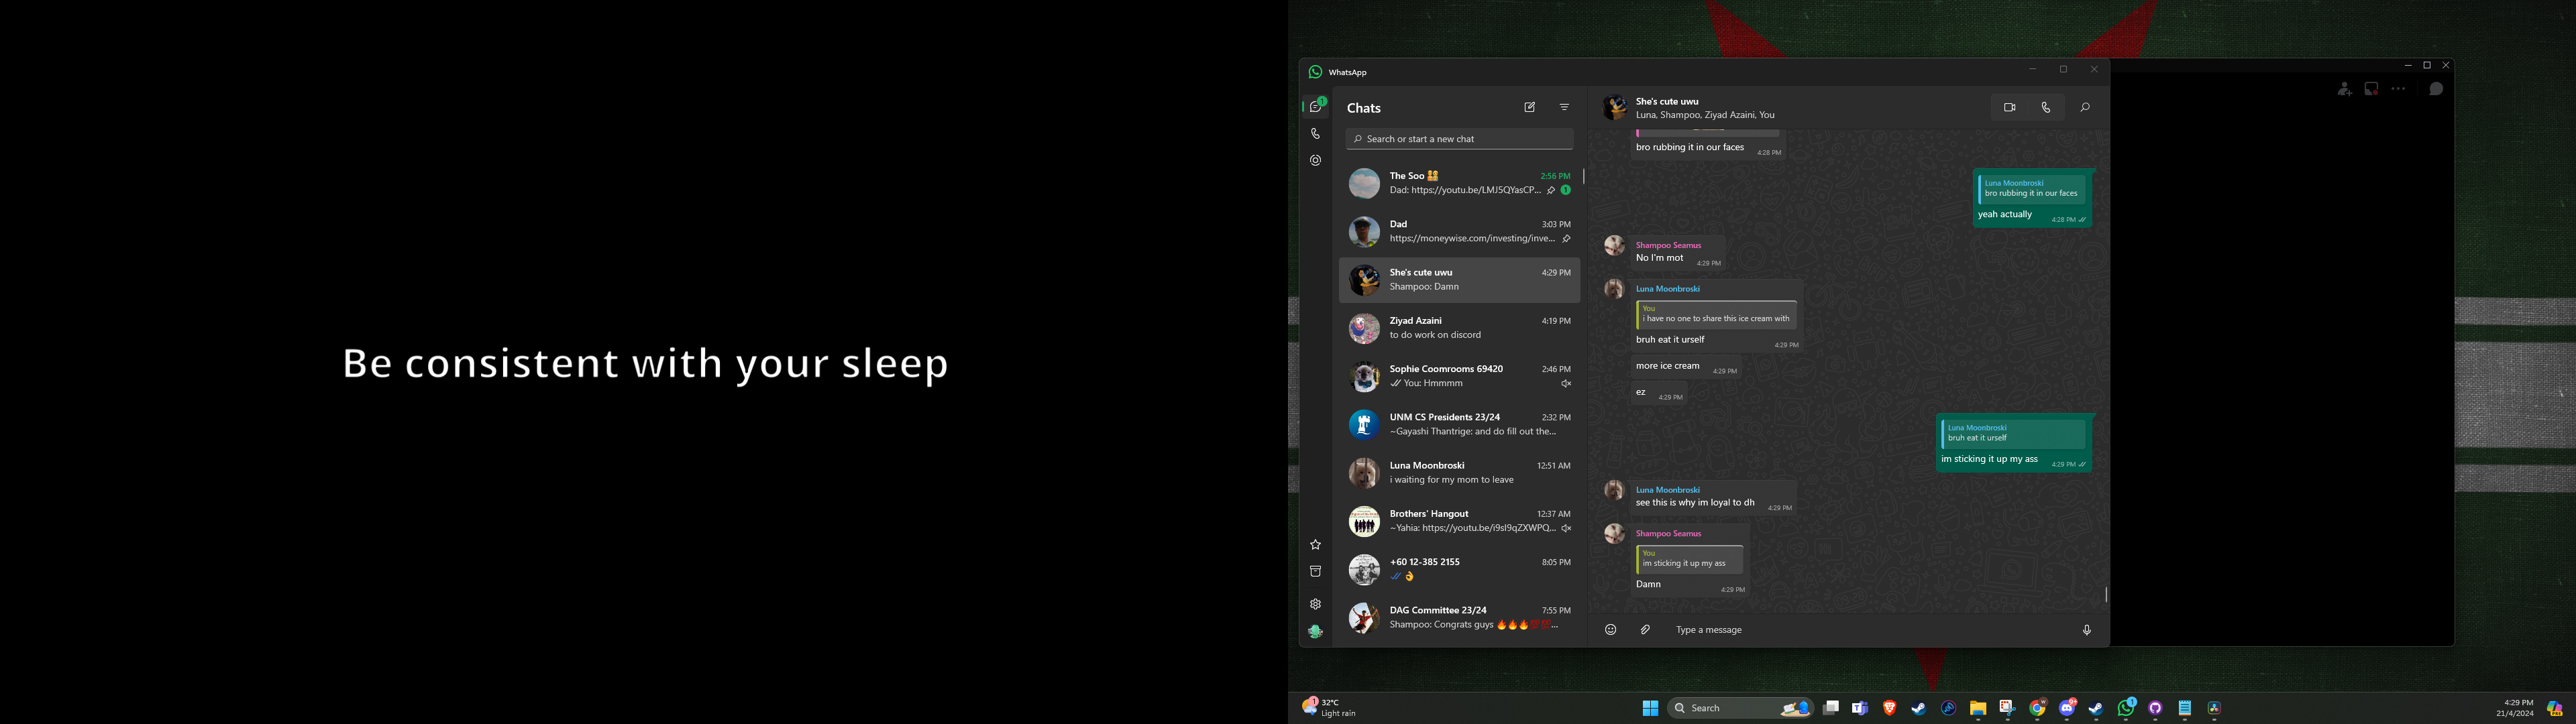 Be consistent with your sleep
WhatsApp
1
Chats
Search or start a new chat
The Soo 👫 2:56 PM
Dad: https://youtu.be/LMJ5QYasCP... 1
Dad 3:03 PM
https://moneywise.com/investing/inve...
She's cute uwu 4:29 PM
Shampoo: Damn
Ziyad Azaini 4:19 PM
to do work on discord
Sophie Coomrooms 69420 2:46 PM
You: Hmmmm
UNM CS Presidents 23/24 2:32 PM
~Gayashi Thantrige: and do fill out the...
Luna Moonbroski 12:51 AM
i waiting for my mom to leave
Brothers' Hangout 12:37 AM
~Yahia: https://youtu.be/i9sI9qZXWPQ...
+60 12-385 2155 8:05 PM
👌
DAG Committee 23/24 7:55 PM
Shampoo: Congrats guys 🔥🔥🔥💯💯...
She's cute uwu
Luna, Shampoo, Ziyad Azaini, You
bro rubbing it in our faces 4:28 PM
Luna Moonbroski
bro rubbing it in our faces
yeah actually 4:28 PM
Shampoo Seamus
No I'm mot 4:29 PM
Luna Moonbroski
You
i have no one to share this ice cream with
bruh eat it urself 4:29 PM
more ice cream 4:29 PM
ez 4:29 PM
Luna Moonbroski
bruh eat it urself
im sticking it up my ass 4:29 PM
Luna Moonbroski
see this is why im loyal to dh 4:29 PM
Shampoo Seamus
You
im sticking it up my ass
Damn 4:29 PM
Type a message
1
32°C
Light rain
Search
4:29 PM
21/4/2024